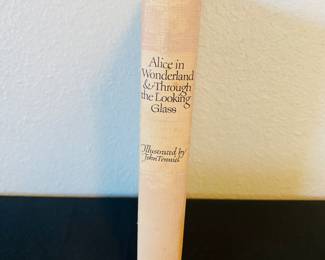 Alice in
Wonderland
& Through
the Looking
Glass
Illustrated by
John Tenniel